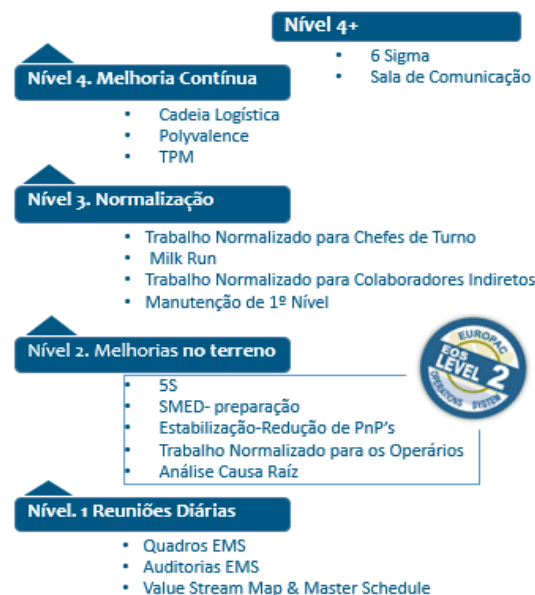 Nível 4+
• 6 Sigma
• Sala de Comunicação
Nível 4. Melhoria Contínua
• Cadeia Logística
• Polyvalence
• TPM
Nível 3. Normalização
• Trabalho Normalizado para Chefes de Turno
• Milk Run
• Trabalho Normalizado para Colaboradores Indiretos
• Manutenção de 1º Nível
Nível 2. Melhorias no terreno
EUROPAC
EOS
LEVEL 2
OPERATIONS SYSTEM
• 5S
• SMED- preparação
• Estabilização-Redução de PnP's
• Trabalho Normalizado para os Operários
• Análise Causa Raíz
Nível. 1 Reuniões Diárias
• Quadros EMS
• Auditorias EMS
• Value Stream Map & Master Schedule